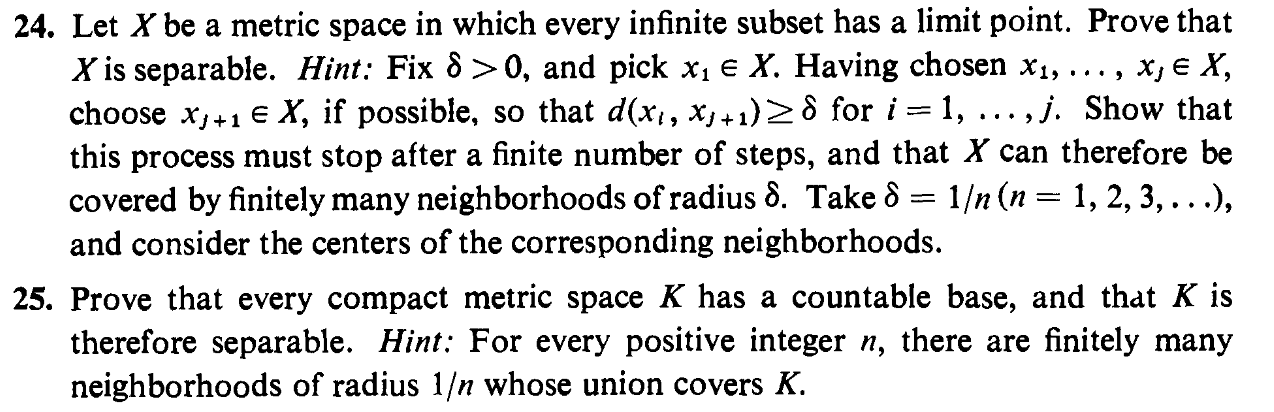 24. Let X be a metric space in which every infinite subset has a limit point. Prove that
X is separable. Hint: Fix δ > 0, and pick x₁ ∈ X. Having chosen x₁, ..., xⱼ ∈ X,
choose xⱼ₊₁ ∈ X, if possible, so that d(xᵢ, xⱼ₊₁) ≥ δ for i = 1, ..., j. Show that
this process must stop after a finite number of steps, and that X can therefore be
covered by finitely many neighborhoods of radius δ. Take δ = 1/n (n = 1, 2, 3, ...),
and consider the centers of the corresponding neighborhoods.
25. Prove that every compact metric space K has a countable base, and that K is
therefore separable. Hint: For every positive integer n, there are finitely many
neighborhoods of radius 1/n whose union covers K.